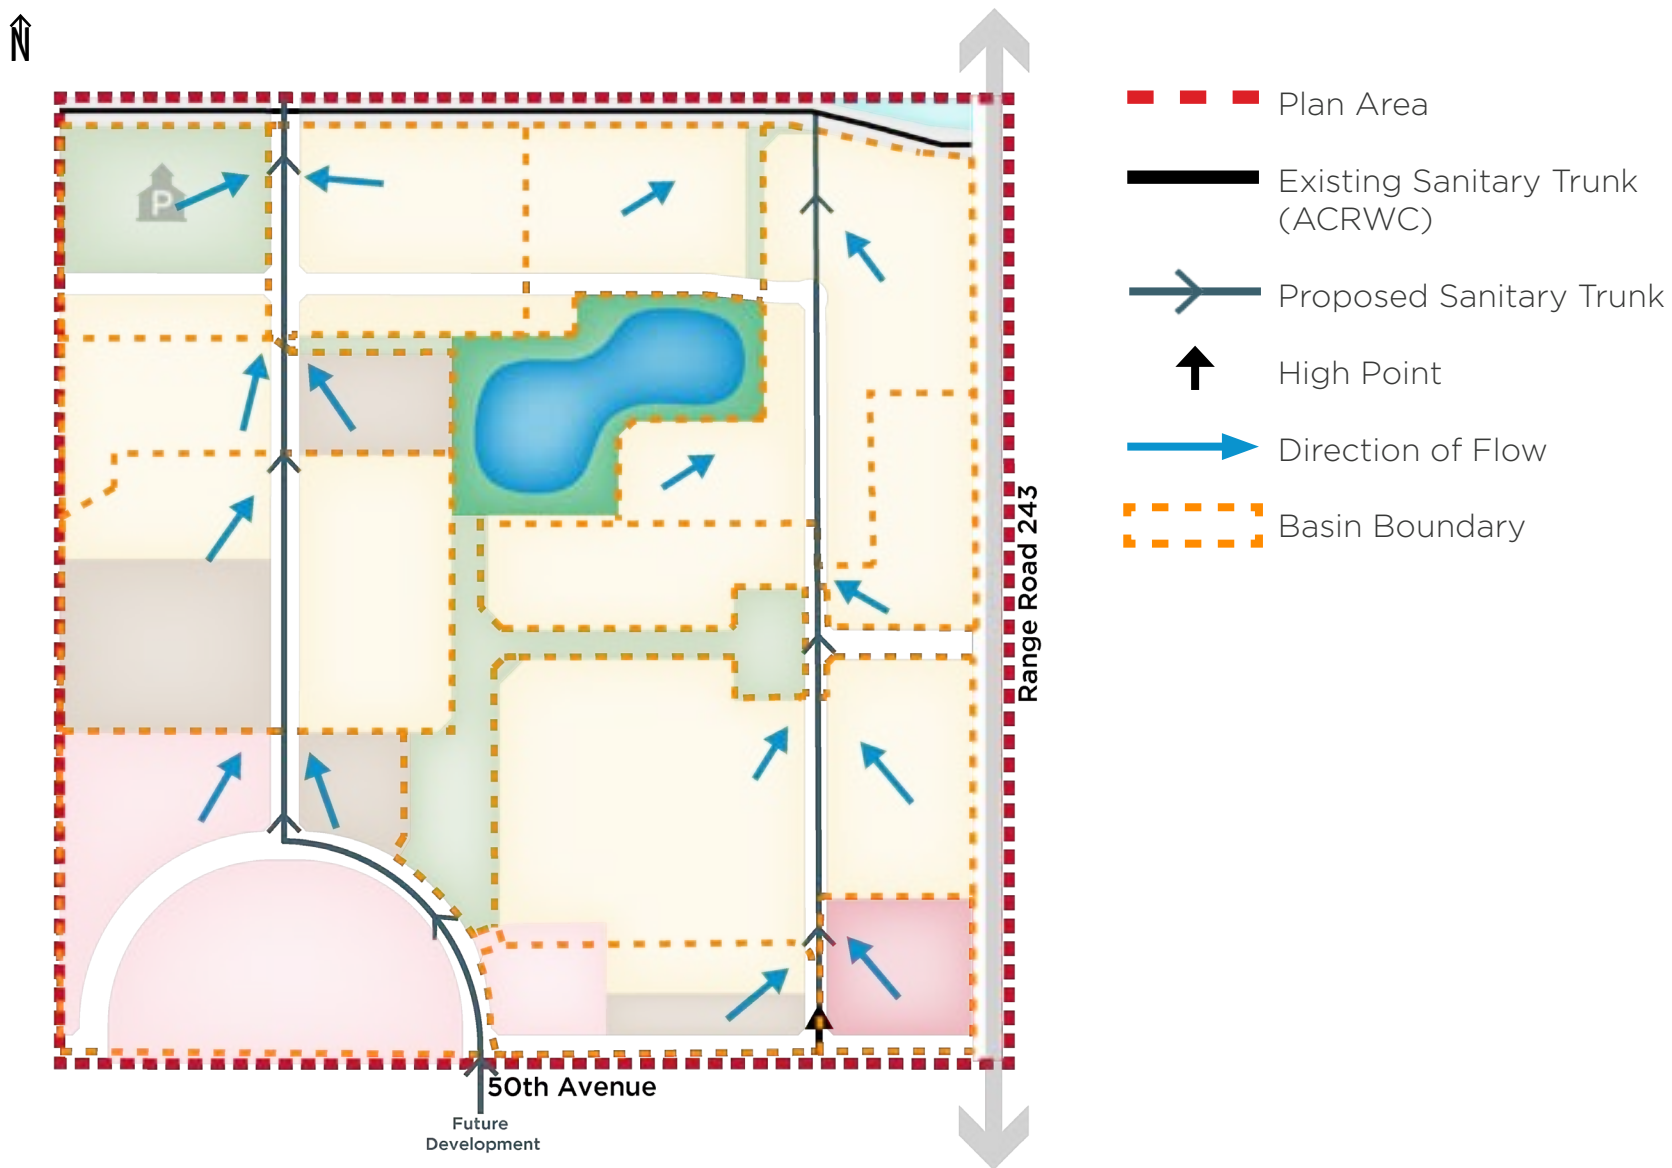 N
Plan Area
Existing Sanitary Trunk
(ACRWC)
Proposed Sanitary Trunk
High Point
Direction of Flow
Basin Boundary
P
Range Road 243
50th Avenue
Future
Development